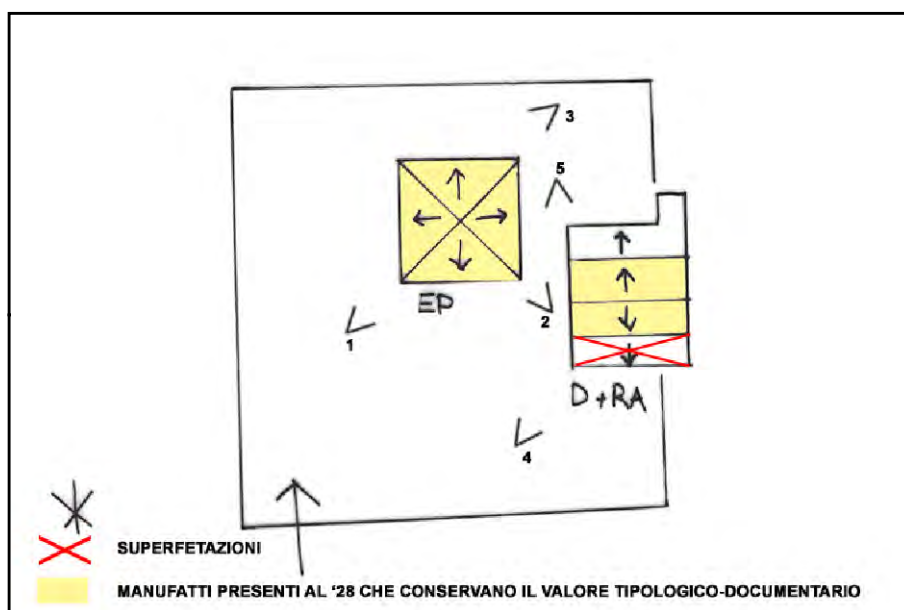 3
5
EP
2
1
D+RA
4
SUPERFETAZIONI
MANUFATTI PRESENTI AL '28 CHE CONSERVANO IL VALORE TIPOLOGICO-DOCUMENTARIO